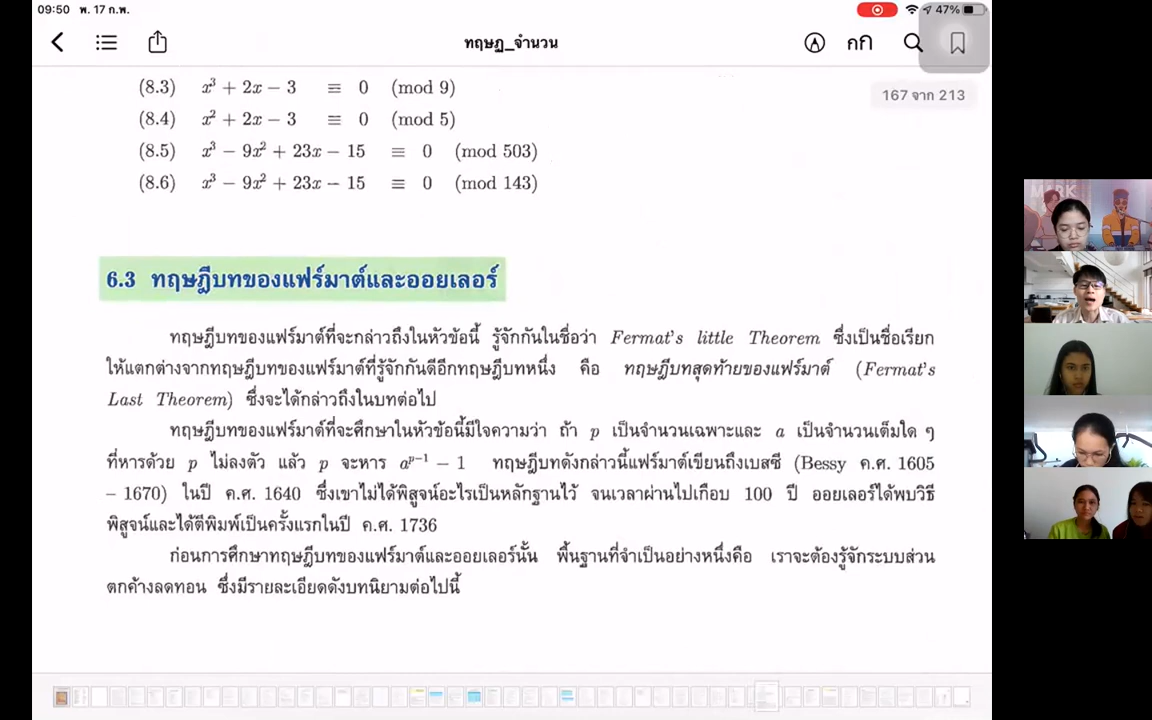 09:50 พ. 17 ก.พ.
47%
ทฤษฏ_จำนวน
กกิ
167 จาก 213
(8.3) x³ + 2x − 3 ≡ 0 (mod 9)
(8.4) x² + 2x − 3 ≡ 0 (mod 5)
(8.5) x³ − 9x² + 23x − 15 ≡ 0 (mod 503)
(8.6) x³ − 9x² + 23x − 15 ≡ 0 (mod 143)
6.3 ทฤษฎีบทของแฟร์มาต์และออยเลอร์
ทฤษฎีบทของแฟร์มาต์ที่จะกล่าวถึงในหัวข้อนี้ รู้จักกันในชื่อว่า Fermat's little Theorem ซึ่งเป็นชื่อเรียก
ให้แตกต่างจากทฤษฎีบทของแฟร์มาต์ที่รู้จักกันดีอีกทฤษฎีบทหนึ่ง คือ ทฤษฎีบทสุดท้ายของแฟร์มาต์ (Fermat's
Last Theorem) ซึ่งจะได้กล่าวถึงในบทต่อไป
ทฤษฎีบทของแฟร์มาต์ที่จะศึกษาในหัวข้อนี้มีใจความว่า ถ้า p เป็นจำนวนเฉพาะและ a เป็นจำนวนเต็มใด ๆ
ที่หารด้วย p ไม่ลงตัว แล้ว p จะหาร aᵖ⁻¹ − 1 ทฤษฎีบทดังกล่าวนี้แฟร์มาต์เขียนถึงเบสซี (Bessy ค.ศ. 1605
– 1670) ในปี ค.ศ. 1640 ซึ่งเขาไม่ได้พิสูจน์อะไรเป็นหลักฐานไว้ จนเวลาผ่านไปเกือบ 100 ปี ออยเลอร์ได้พบวิธี
พิสูจน์และได้ตีพิมพ์เป็นครั้งแรกในปี ค.ศ. 1736
ก่อนการศึกษาทฤษฎีบทของแฟร์มาต์และออยเลอร์นั้น พื้นฐานที่จำเป็นอย่างหนึ่งคือ เราจะต้องรู้จักระบบส่วน
ตกค้างลดทอน ซึ่งมีรายละเอียดดังบทนิยามต่อไปนี้
MARK